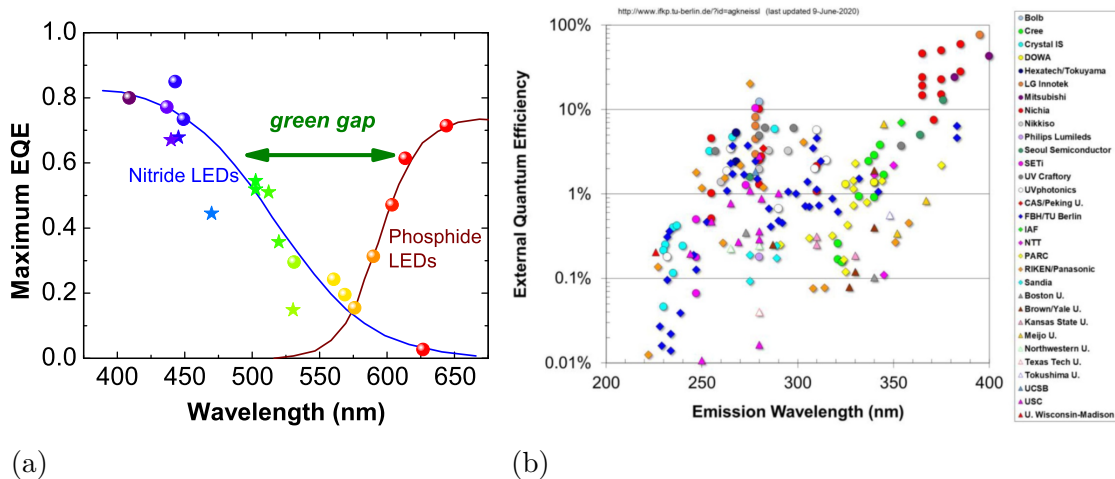 1.0
0.8
0.6
0.4
0.2
0.0
400 450 500 550 600 650
Maximum EQE
Wavelength (nm)
green gap
Nitride LEDs
Phosphide
LEDs
(a)
http://www.ifkp.tu-berlin.de/?id=agkneissl (last updated 9-June-2020)
100%
10%
1%
0.1%
0.01%
200 250 300 350 400
External Quantum Efficiency
Emission Wavelength (nm)
Bolb
Cree
Crystal IS
DOWA
Hexatech/Tokuyama
LG Innotek
Mitsubishi
Nichia
Nikkiso
Philips Lumileds
Seoul Semiconductor
SETi
UV Craftory
UVphotonics
CAS/Peking U.
FBH/TU Berlin
IAF
NTT
PARC
RIKEN/Panasonic
Sandia
Boston U.
Brown/Yale U.
Kansas State U.
Meijo U.
Northwestern U.
Texas Tech U.
Tokushima U.
UCSB
USC
U. Wisconsin-Madison
(b)